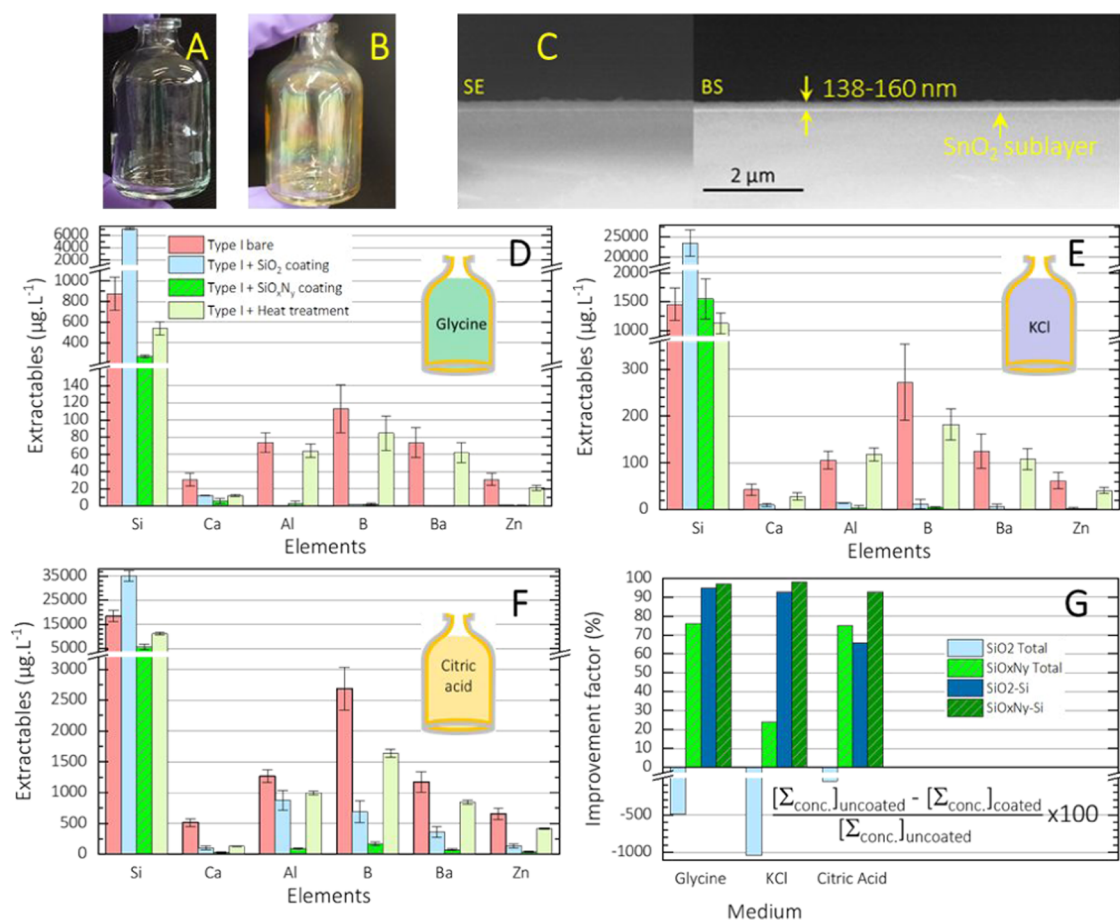 A
B
C
SE
BS
138-160 nm
SnO₂ sublayer
2 µm
D
Type I bare
Type I + SiO₂ coating
Type I + SiOₓNᵧ coating
Type I + Heat treatment
Glycine
Extractables (µg.L⁻¹)
6000
4000
2000
1000
800
600
400
140
120
100
80
60
40
20
0
Si Ca Al B Ba Zn
Elements
E
KCl
Extractables (µg.L⁻¹)
25000
20000
2000
1500
1000
300
200
100
0
Si Ca Al B Ba Zn
Elements
F
Citric
acid
Extractables (µg.L⁻¹)
35000
25000
15000
5000
3000
2500
2000
1500
1000
500
0
Si Ca Al B Ba Zn
Elements
G
SiO2 Total
SiOxNy Total
SiO2-Si
SiOxNy-Si
Improvement factor (%)
100
90
80
70
60
50
40
30
20
10
0
-500
-1000
[Σconc.]uncoated - [Σconc.]coated
[Σconc.]uncoated
x100
Glycine KCl Citric Acid
Medium